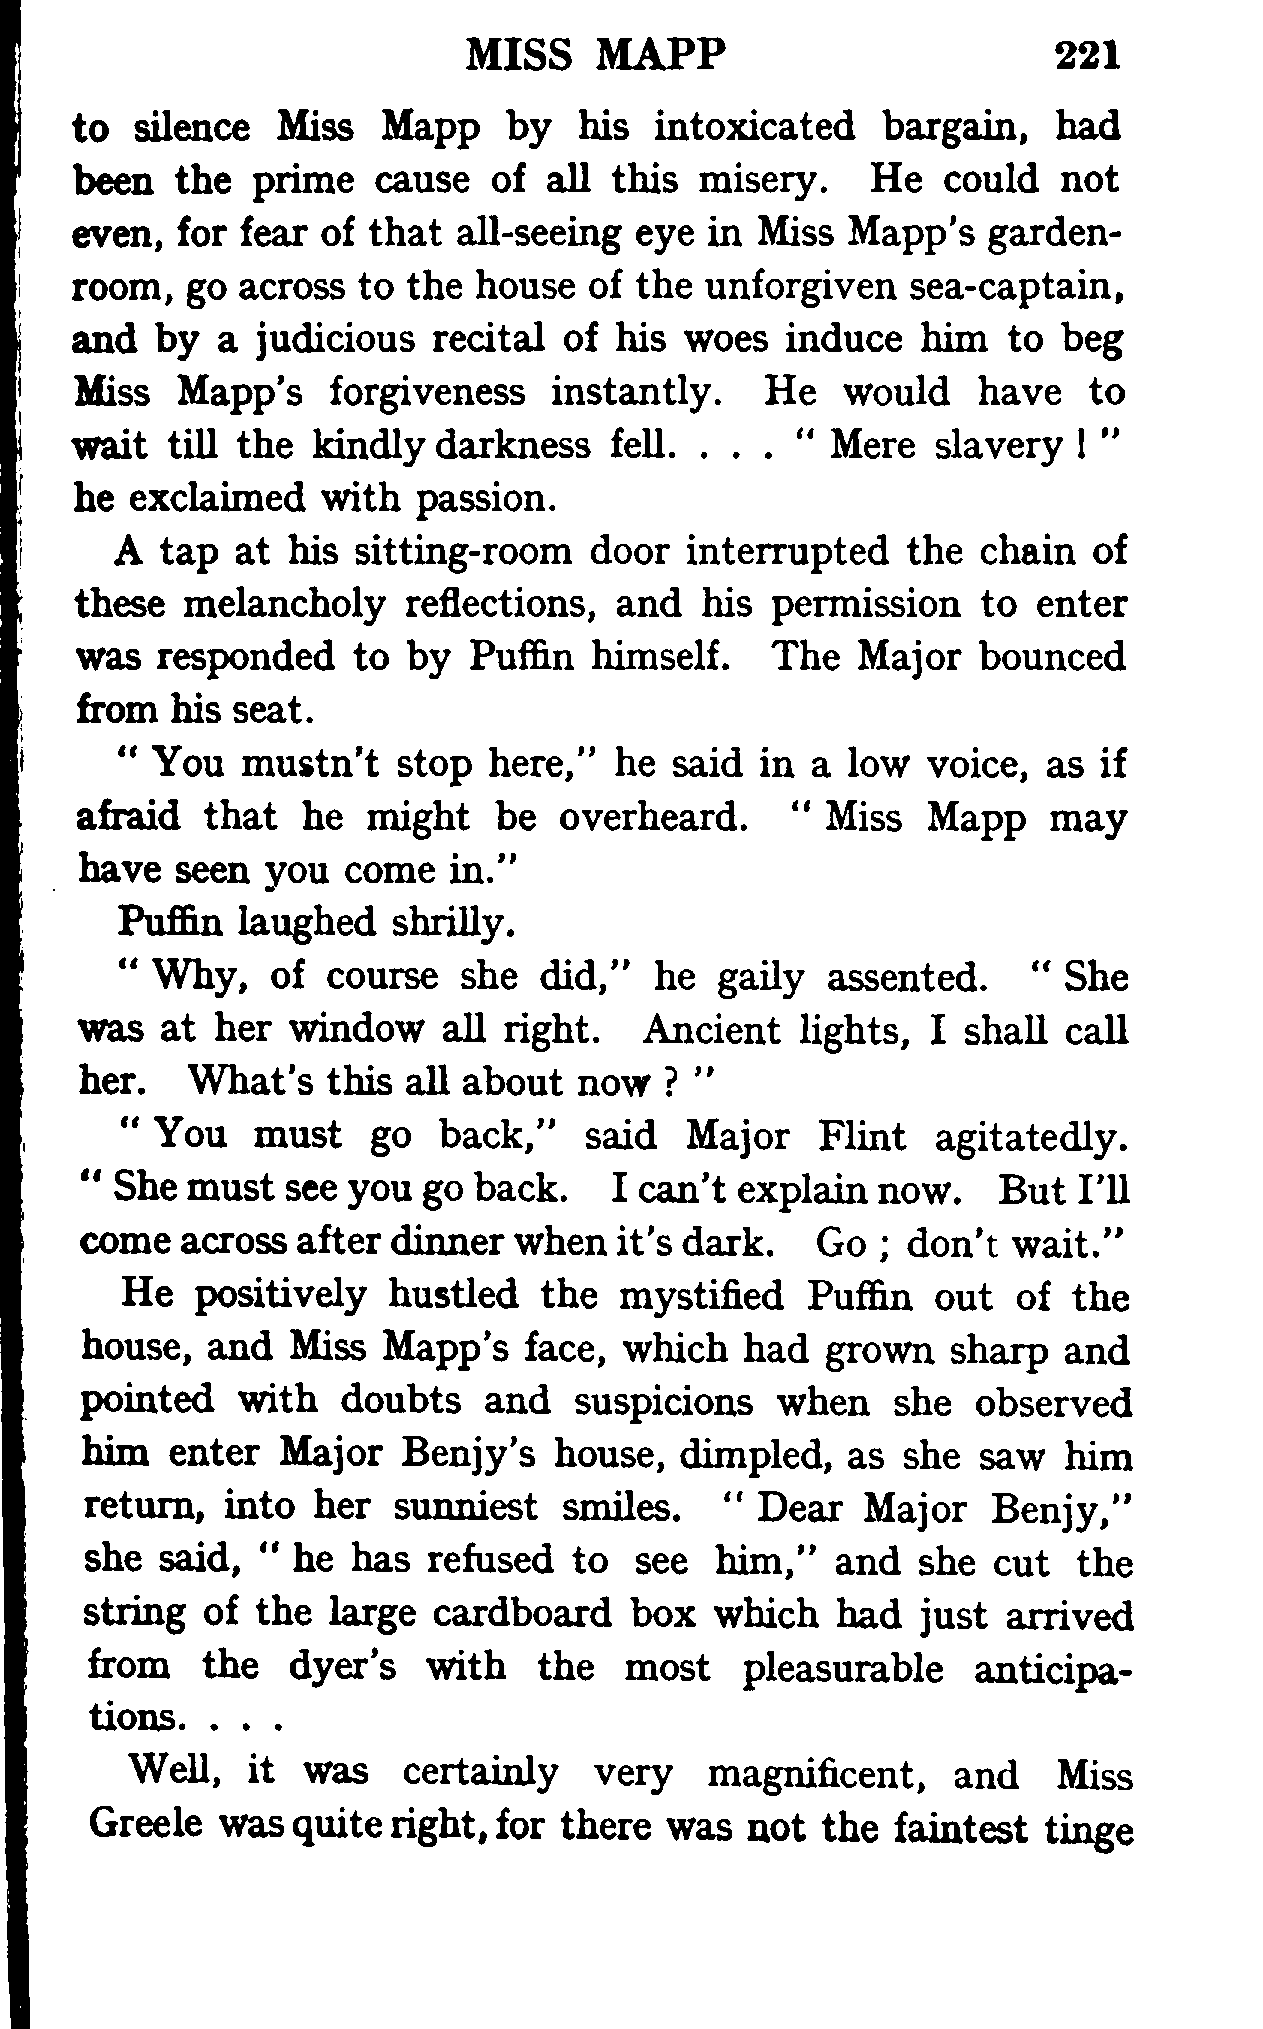 MISS MAPP 221
to silence Miss Mapp by his intoxicated bargain, had
been the prime cause of all this misery. He could not
even, for fear of that all-seeing eye in Miss Mapp's garden-
room, go across to the house of the unforgiven sea-captain,
and by a judicious recital of his woes induce him to beg
Miss Mapp's forgiveness instantly. He would have to
wait till the kindly darkness fell. . . . " Mere slavery ! "
he exclaimed with passion.
A tap at his sitting-room door interrupted the chain of
these melancholy reflections, and his permission to enter
was responded to by Puffin himself. The Major bounced
from his seat.
" You mustn't stop here," he said in a low voice, as if
afraid that he might be overheard. " Miss Mapp may
have seen you come in."
Puffin laughed shrilly.
" Why, of course she did," he gaily assented. " She
was at her window all right. Ancient lights, I shall call
her. What's this all about now ? "
" You must go back," said Major Flint agitatedly.
" She must see you go back. I can't explain now. But I'll
come across after dinner when it's dark. Go ; don't wait."
He positively hustled the mystified Puffin out of the
house, and Miss Mapp's face, which had grown sharp and
pointed with doubts and suspicions when she observed
him enter Major Benjy's house, dimpled, as she saw him
return, into her sunniest smiles. " Dear Major Benjy,"
she said, " he has refused to see him," and she cut the
string of the large cardboard box which had just arrived
from the dyer's with the most pleasurable anticipa-
tions. . . .
Well, it was certainly very magnificent, and Miss
Greele was quite right, for there was not the faintest tinge